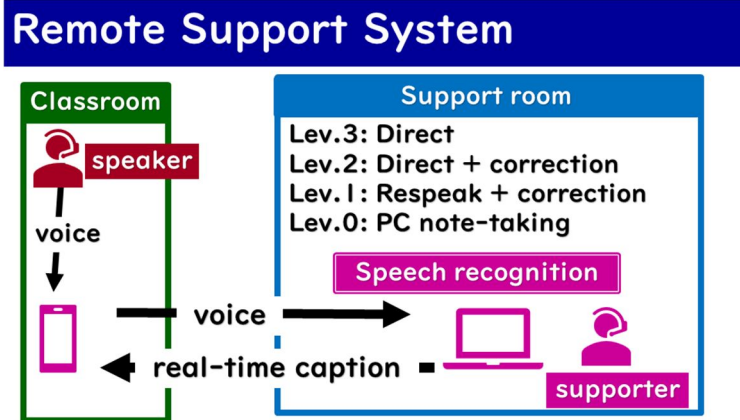 Remote Support System
Classroom
speaker
voice
Support room
Lev.3: Direct
Lev.2: Direct + correction
Lev.1: Respeak + correction
Lev.0: PC note-taking
Speech recognition
voice
real-time caption
supporter